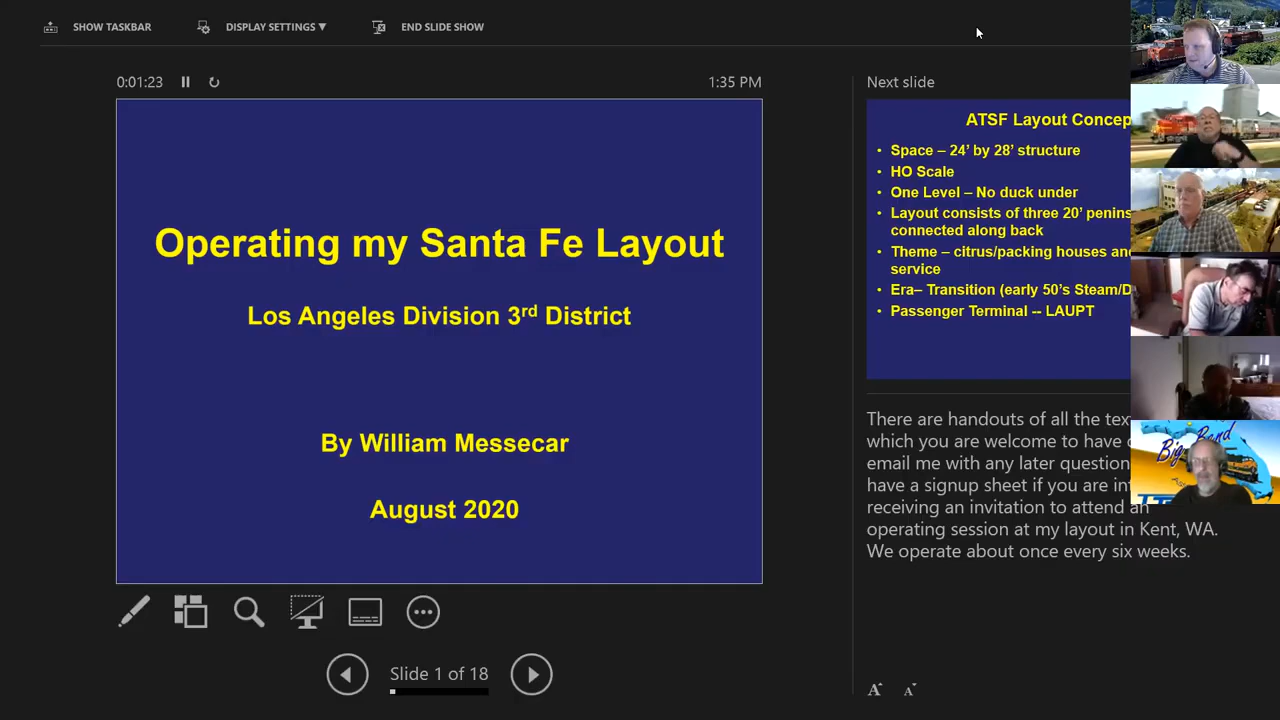 SHOW TASKBAR
DISPLAY SETTINGS ▼
END SLIDE SHOW
0:01:23
1:35 PM
Operating my Santa Fe Layout
Los Angeles Division 3rd District
By William Messecar
August 2020
Slide 1 of 18
Next slide
ATSF Layout Concep
• Space – 24’ by 28’ structure
• HO Scale
• One Level – No duck under
• Layout consists of three 20’ penins
connected along back
• Theme – citrus/packing houses and
service
• Era– Transition (early 50’s Steam/D
• Passenger Terminal -- LAUPT
There are handouts of all the tex
which you are welcome to have
email me with any later question
have a signup sheet if you are in
receiving an invitation to attend an
operating session at my layout in Kent, WA.
We operate about once every six weeks.
A A
Big Bend